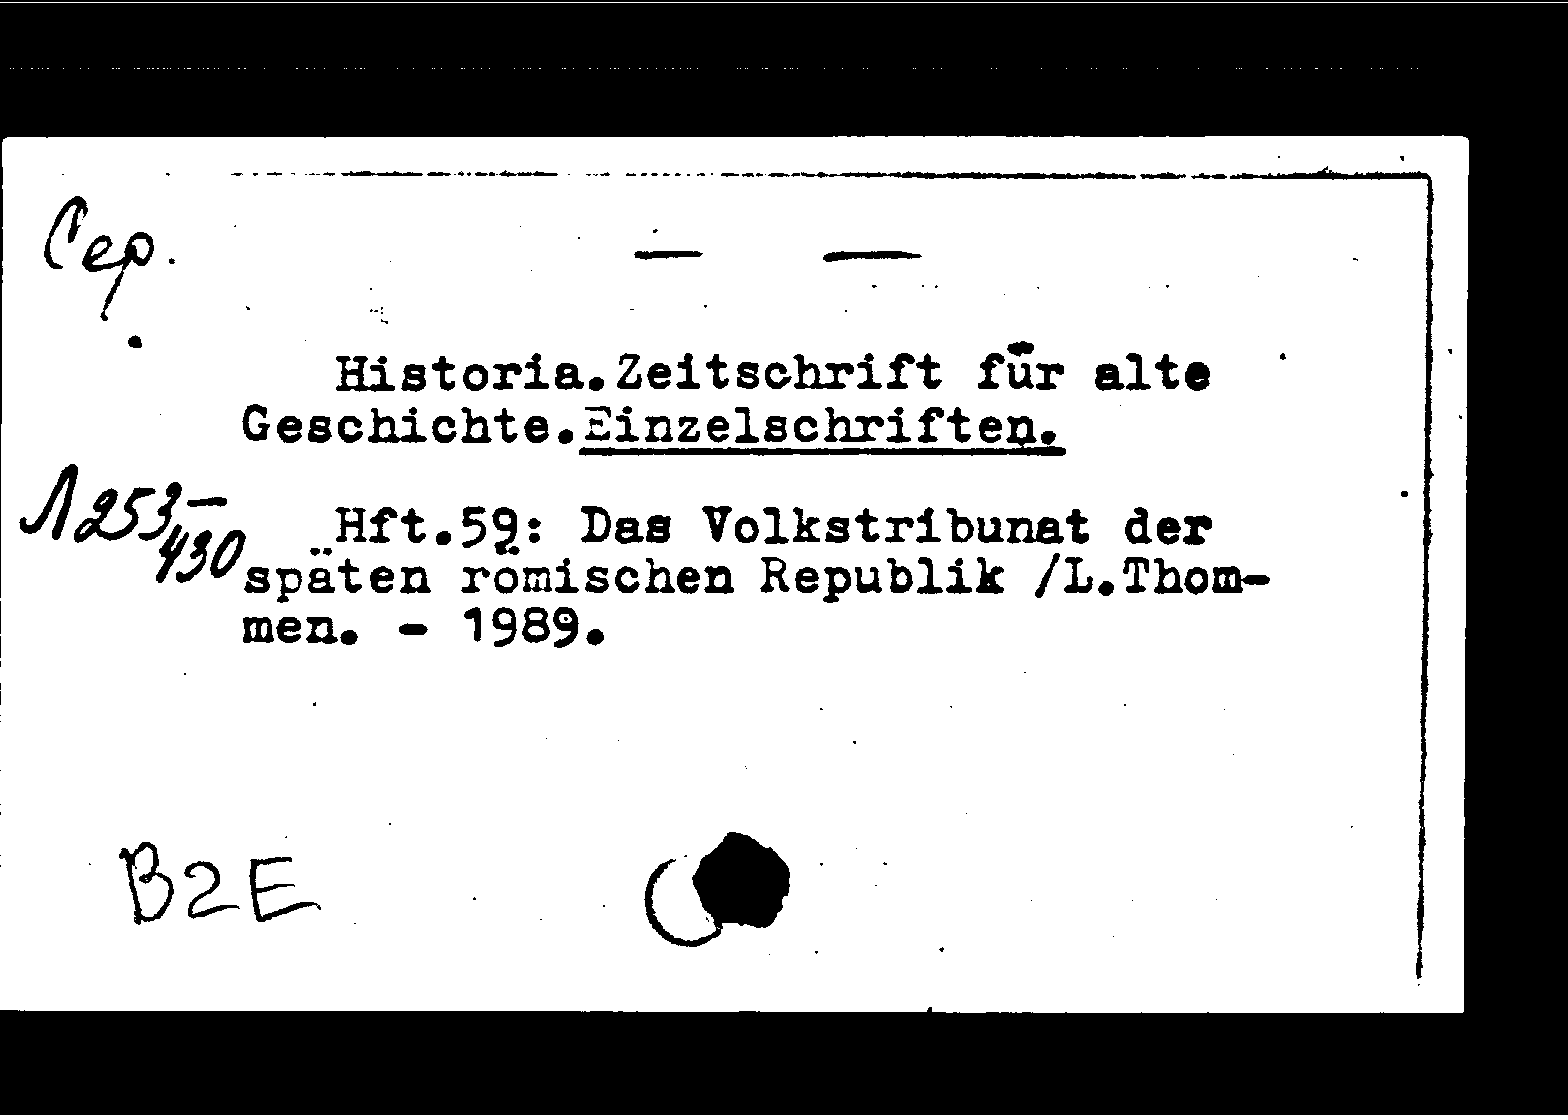 Сер.
— —
Historia.Zeitschrift für alte
Geschichte.Einzelschriften.
Л253-
430
Hft.59: Das Volkstribunat der
späten römischen Republik /L.Thom-
men. - 1989.
B2E